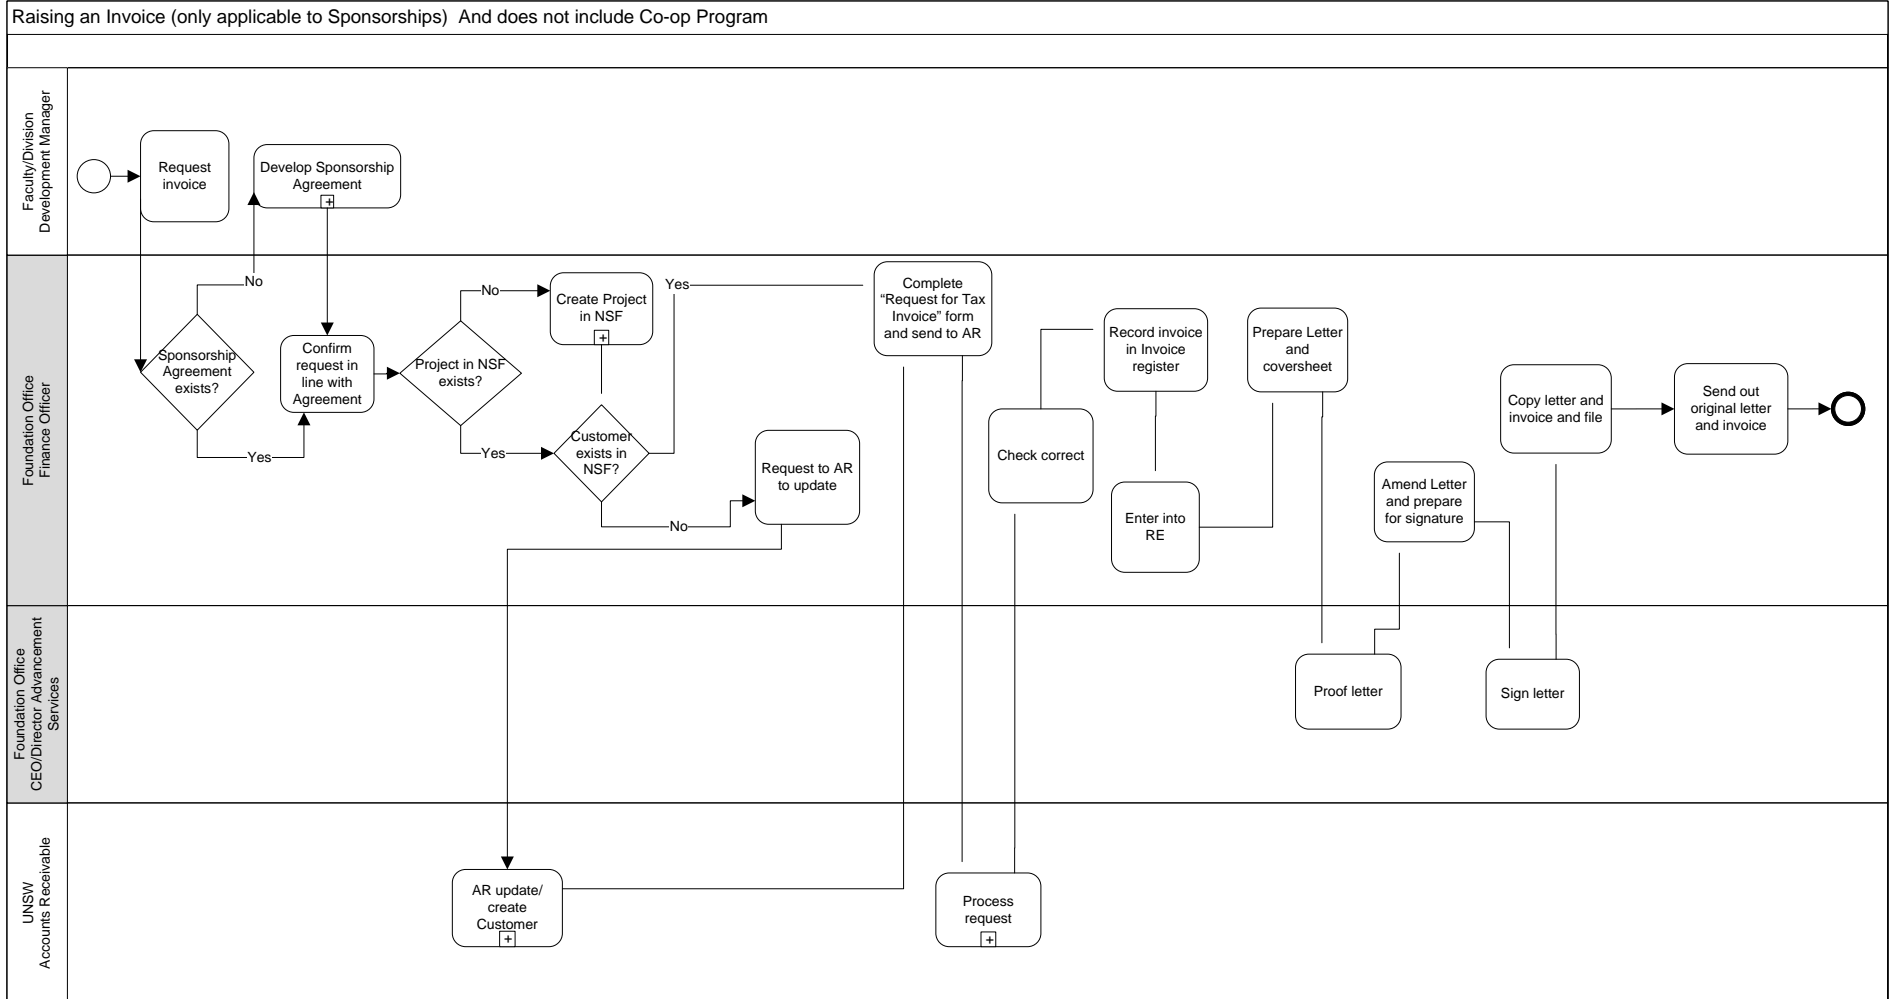 Raising an Invoice (only applicable to Sponsorships)  And does not include Co-op Program
Faculty/Division
Development Manager
Request
invoice
Develop Sponsorship
Agreement
+
Foundation Office
Finance Officer
No
Sponsorship
Agreement
exists?
Yes
Confirm
request in
line with
Agreement
No
Project in NSF
exists?
Yes
Create Project
in NSF
+
Customer
exists in
NSF?
Yes
No
Request to AR
to update
Complete
“Request for Tax
Invoice” form
and send to AR
Check correct
Record invoice
in Invoice
register
Enter into
RE
Prepare Letter
and
coversheet
Amend Letter
and prepare
for signature
Copy letter and
invoice and file
Send out
original letter
and invoice
Foundation Office
CEO/Director Advancement
Services
Proof letter
Sign letter
UNSW
Accounts Receivable
AR update/
create
Customer
+
Process
request
+